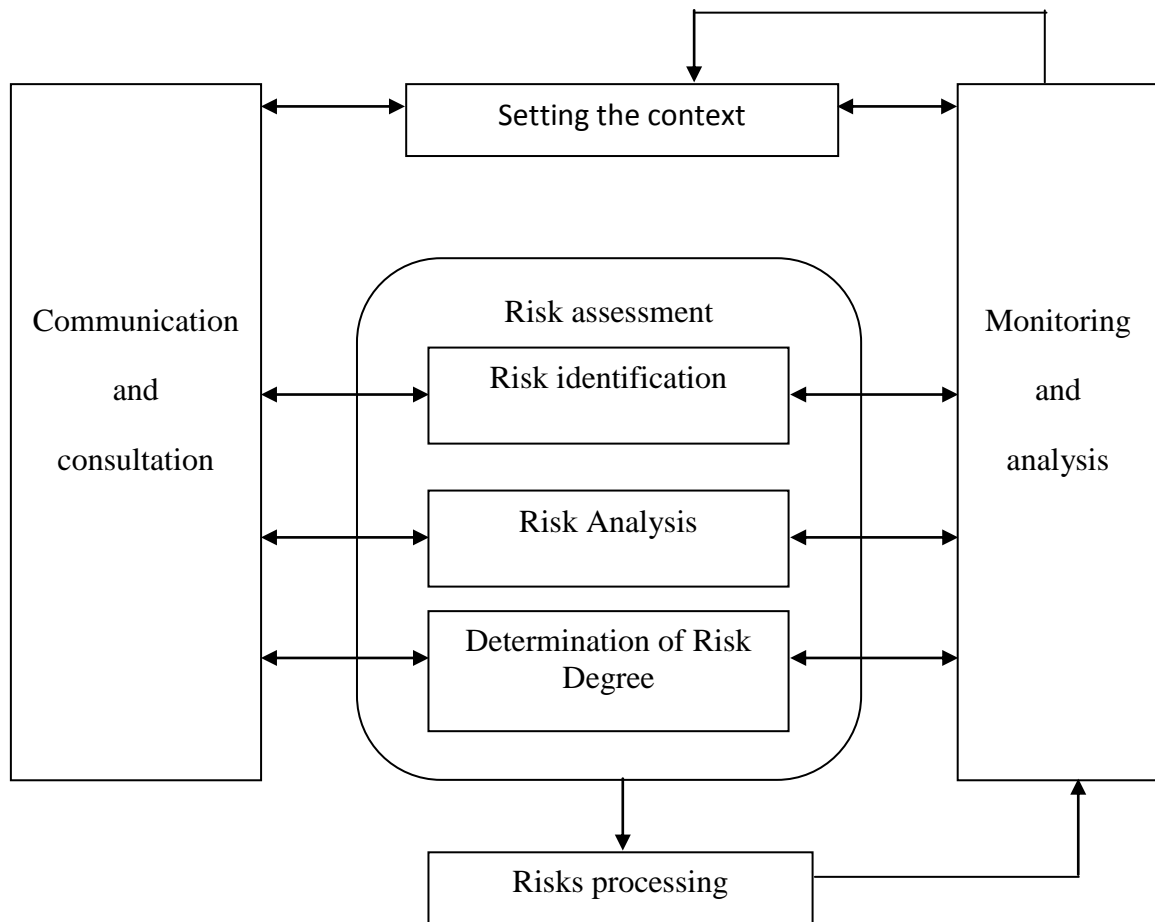 Setting the context
Communication
and
consultation
Risk assessment
Risk identification
Risk Analysis
Determination of Risk
Degree
Monitoring
and
analysis
Risks processing